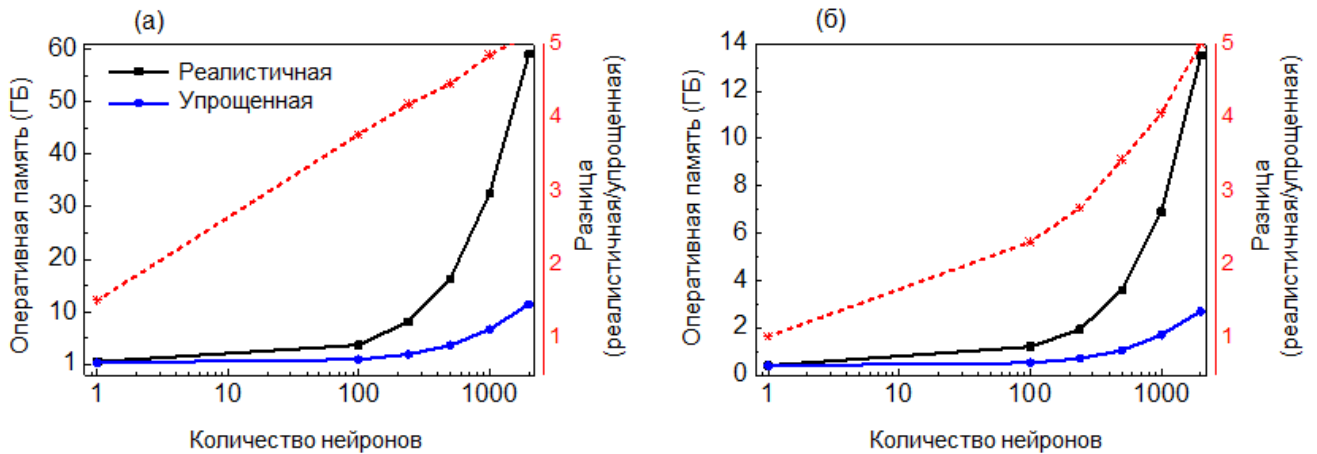 (а)
Оперативная память (ГБ)
60
50
40
30
20
10
1
Реалистичная
Упрощенная
5
4
3
2
1
Разница
(реалистичная/упрощенная)
1
10
100
1000
Количество нейронов
(б)
Оперативная память (ГБ)
14
12
10
8
6
4
2
0
5
4
3
2
1
Разница
(реалистичная/упрощенная)
1
10
100
1000
Количество нейронов